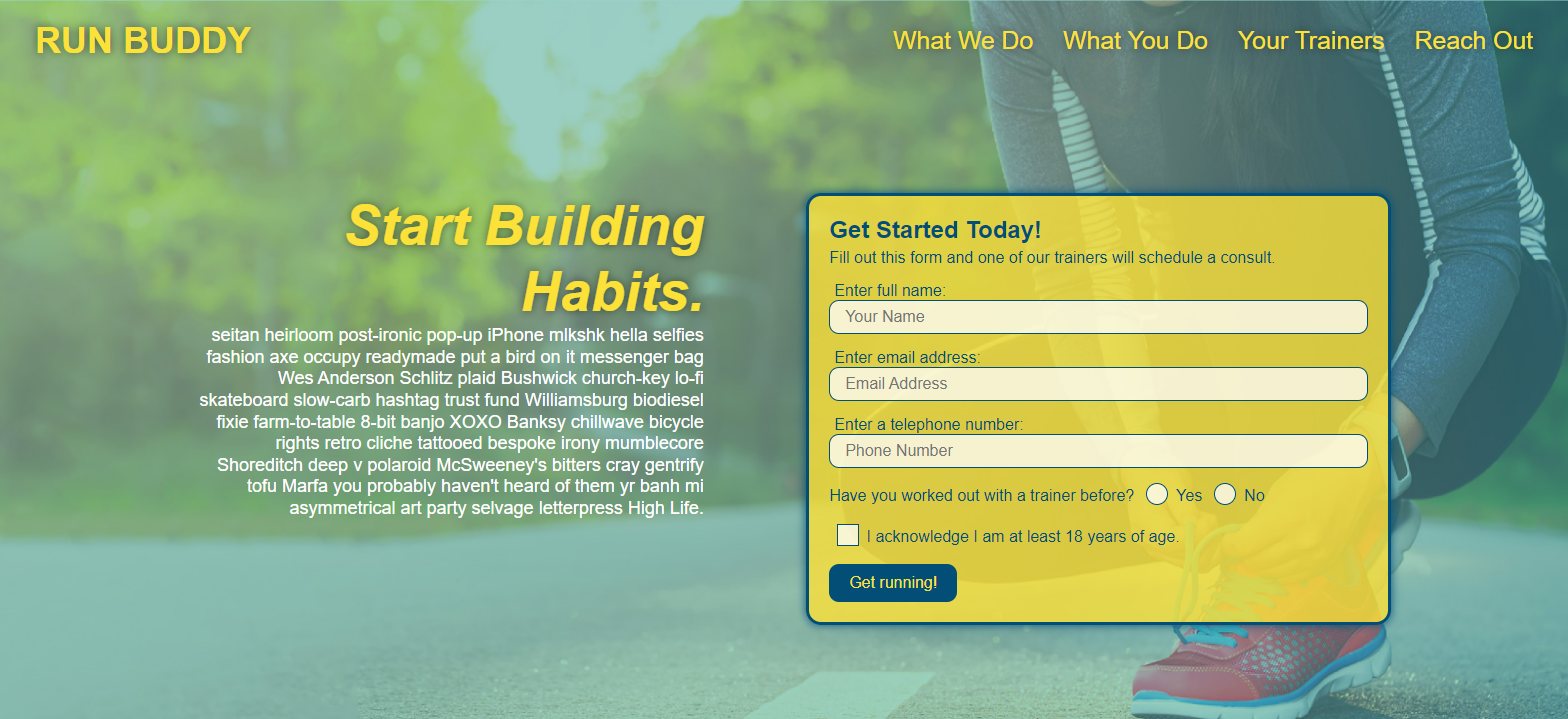 RUN BUDDY
What We Do
What You Do
Your Trainers
Reach Out
Start Building
Habits.
seitan heirloom post-ironic pop-up iPhone mlkshk hella selfies
fashion axe occupy readymade put a bird on it messenger bag
Wes Anderson Schlitz plaid Bushwick church-key lo-fi
skateboard slow-carb hashtag trust fund Williamsburg biodiesel
fixie farm-to-table 8-bit banjo XOXO Banksy chillwave bicycle
rights retro cliche tattooed bespoke irony mumblecore
Shoreditch deep v polaroid McSweeney's bitters cray gentrify
tofu Marfa you probably haven't heard of them yr banh mi
asymmetrical art party selvage letterpress High Life.
Get Started Today!
Fill out this form and one of our trainers will schedule a consult.
Enter full name:
Your Name
Enter email address:
Email Address
Enter a telephone number:
Phone Number
Have you worked out with a trainer before? Yes No
I acknowledge I am at least 18 years of age.
Get running!